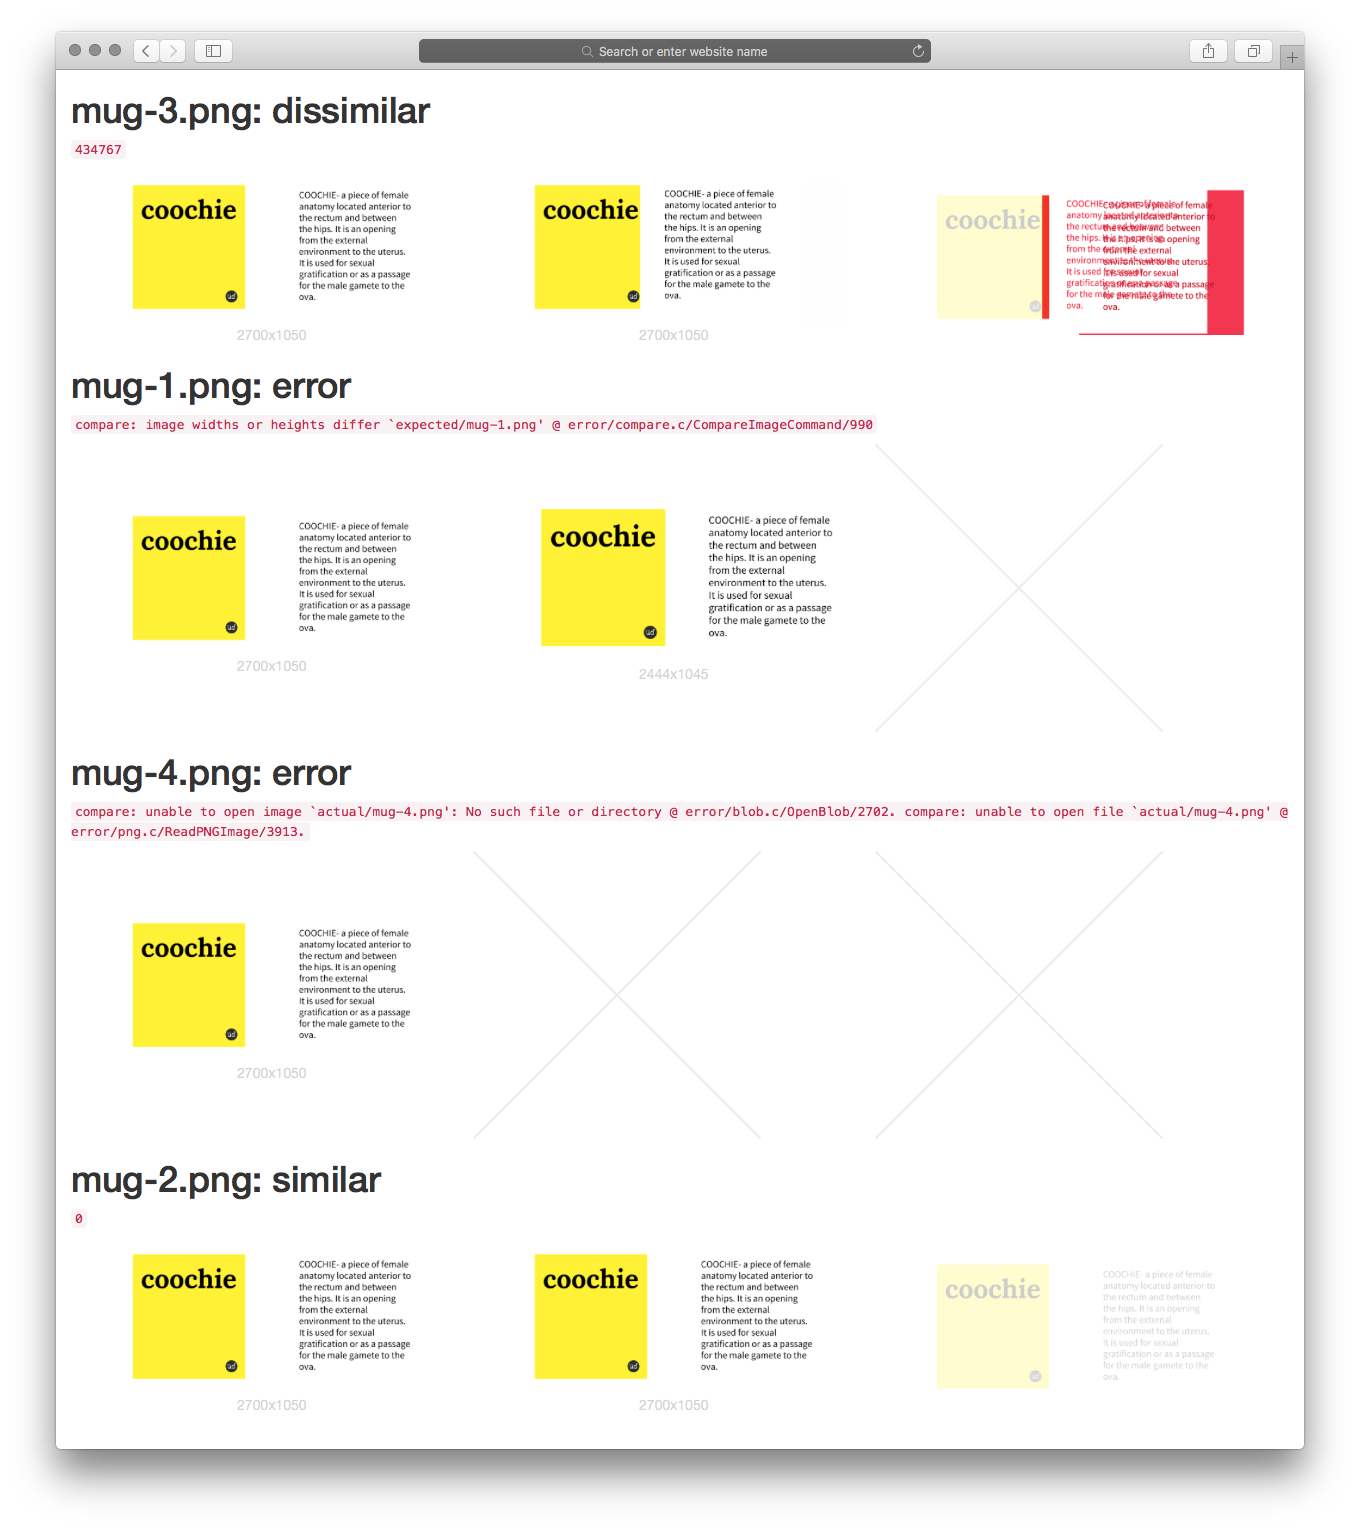 Search or enter website name
mug-3.png: dissimilar
434767
coochie
COOCHIE- a piece of female
anatomy located anterior to
the rectum and between
the hips. It is an opening
from the external
environment to the uterus.
It is used for sexual
gratification or as a passage
for the male gamete to the
ova.
ud
2700x1050
coochie
COOCHIE- a piece of female
anatomy located anterior to
the rectum and between
the hips. It is an opening
from the external
environment to the uterus.
It is used for sexual
gratification or as a passage
for the male gamete to the
ova.
ud
2700x1050
coochie
ud
mug-1.png: error
compare: image widths or heights differ `expected/mug-1.png' @ error/compare.c/CompareImageCommand/990
coochie
COOCHIE- a piece of female
anatomy located anterior to
the rectum and between
the hips. It is an opening
from the external
environment to the uterus.
It is used for sexual
gratification or as a passage
for the male gamete to the
ova.
ud
2700x1050
coochie
COOCHIE- a piece of female
anatomy located anterior to
the rectum and between
the hips. It is an opening
from the external
environment to the uterus.
It is used for sexual
gratification or as a passage
for the male gamete to the
ova.
ud
2444x1045
mug-4.png: error
compare: unable to open image `actual/mug-4.png': No such file or directory @ error/blob.c/OpenBlob/2702. compare: unable to open file `actual/mug-4.png' @
error/png.c/ReadPNGImage/3913.
coochie
COOCHIE- a piece of female
anatomy located anterior to
the rectum and between
the hips. It is an opening
from the external
environment to the uterus.
It is used for sexual
gratification or as a passage
for the male gamete to the
ova.
ud
2700x1050
mug-2.png: similar
0
coochie
COOCHIE- a piece of female
anatomy located anterior to
the rectum and between
the hips. It is an opening
from the external
environment to the uterus.
It is used for sexual
gratification or as a passage
for the male gamete to the
ova.
ud
2700x1050
coochie
COOCHIE- a piece of female
anatomy located anterior to
the rectum and between
the hips. It is an opening
from the external
environment to the uterus.
It is used for sexual
gratification or as a passage
for the male gamete to the
ova.
ud
2700x1050
coochie
COOCHIE- a piece of female
anatomy located anterior to
the rectum and between
the hips. It is an opening
from the external
environment to the uterus.
It is used for sexual
gratification or as a passage
for the male gamete to the
ova.
ud